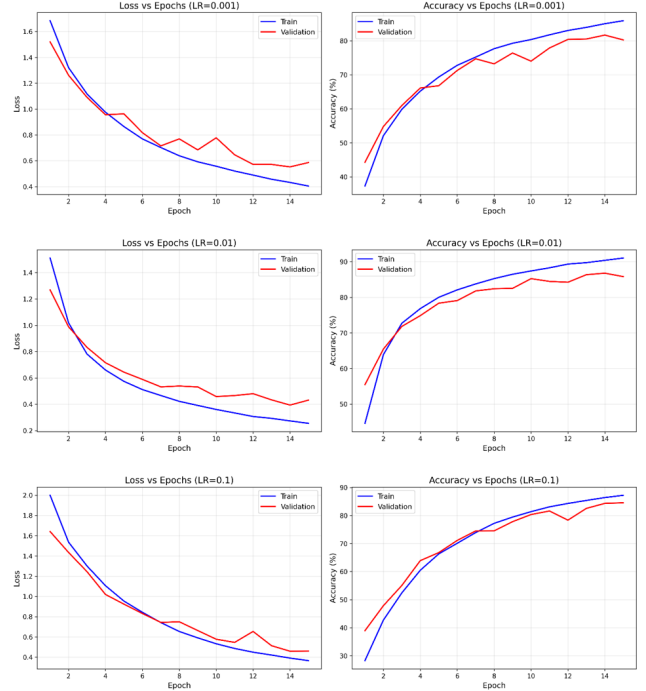 Loss vs Epochs (LR=0.001)
Train
Validation
Loss
1.6
1.4
1.2
1.0
0.8
0.6
0.4
2 4 6 8 10 12 14
Epoch
Accuracy vs Epochs (LR=0.001)
Train
Validation
Accuracy (%)
80
70
60
50
40
2 4 6 8 10 12 14
Epoch
Loss vs Epochs (LR=0.01)
Train
Validation
Loss
1.4
1.2
1.0
0.8
0.6
0.4
0.2
2 4 6 8 10 12 14
Epoch
Accuracy vs Epochs (LR=0.01)
Train
Validation
Accuracy (%)
90
80
70
60
50
2 4 6 8 10 12 14
Epoch
Loss vs Epochs (LR=0.1)
Train
Validation
Loss
2.0
1.8
1.6
1.4
1.2
1.0
0.8
0.6
0.4
2 4 6 8 10 12 14
Epoch
Accuracy vs Epochs (LR=0.1)
Train
Validation
Accuracy (%)
90
80
70
60
50
40
30
2 4 6 8 10 12 14
Epoch